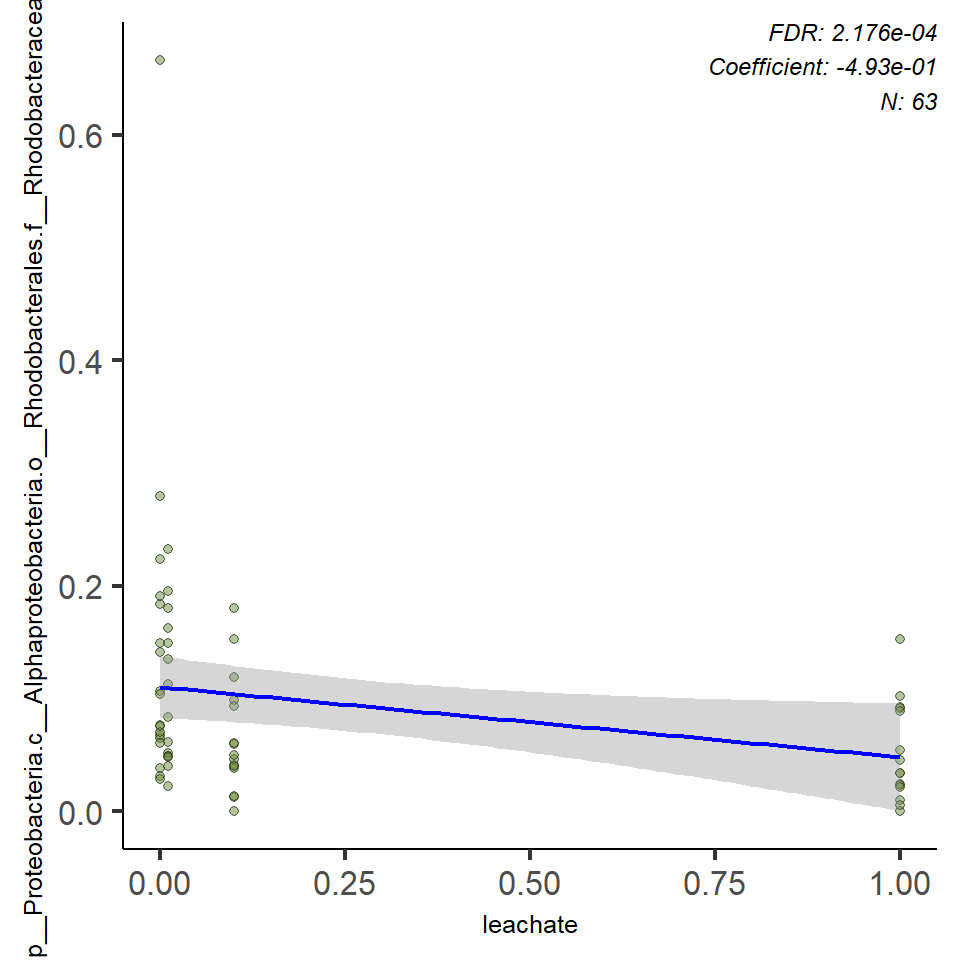 FDR: 2.176e-04
Coefficient: -4.93e-01
N: 63
p__Proteobacteria.c__Alphaproteobacteria.o__Rhodobacterales.f__Rhodobacteracea
0.6
0.4
0.2
0.0
0.00 0.25 0.50 0.75 1.00
leachate